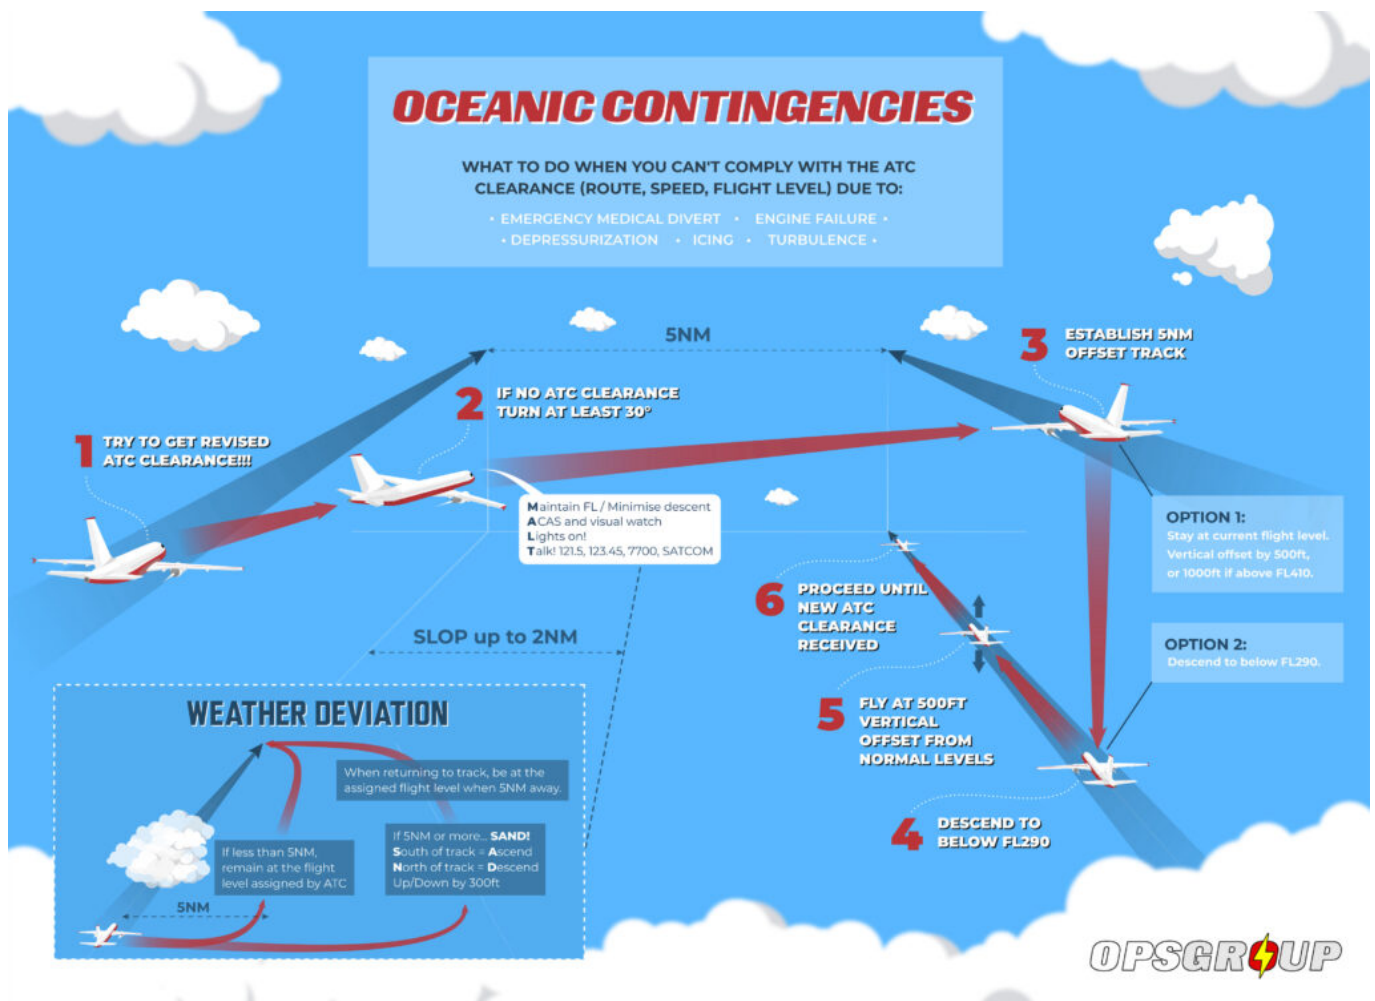 OCEANIC CONTINGENCIES
WHAT TO DO WHEN YOU CAN'T COMPLY WITH THE ATC
CLEARANCE (ROUTE, SPEED, FLIGHT LEVEL) DUE TO:
• EMERGENCY MEDICAL DIVERT • ENGINE FAILURE •
• DEPRESSURIZATION • ICING • TURBULENCE •
5NM
1 TRY TO GET REVISED
ATC CLEARANCE!!!
2 IF NO ATC CLEARANCE
TURN AT LEAST 30°
Maintain FL / Minimise descent
ACAS and visual watch
Lights on!
Talk! 121.5, 123.45, 7700, SATCOM
SLOP up to 2NM
3 ESTABLISH 5NM
OFFSET TRACK
OPTION 1:
Stay at current flight level.
Vertical offset by 500ft,
or 1000ft if above FL410.
OPTION 2:
Descend to below FL290.
4 DESCEND TO
BELOW FL290
5 FLY AT 500FT
VERTICAL
OFFSET FROM
NORMAL LEVELS
6 PROCEED UNTIL
NEW ATC
CLEARANCE
RECEIVED
WEATHER DEVIATION
When returning to track, be at the
assigned flight level when 5NM away.
If less than 5NM,
remain at the flight
level assigned by ATC
If 5NM or more... SAND!
South of track = Ascend
North of track = Descend
Up/Down by 300ft
5NM
OPSGROUP